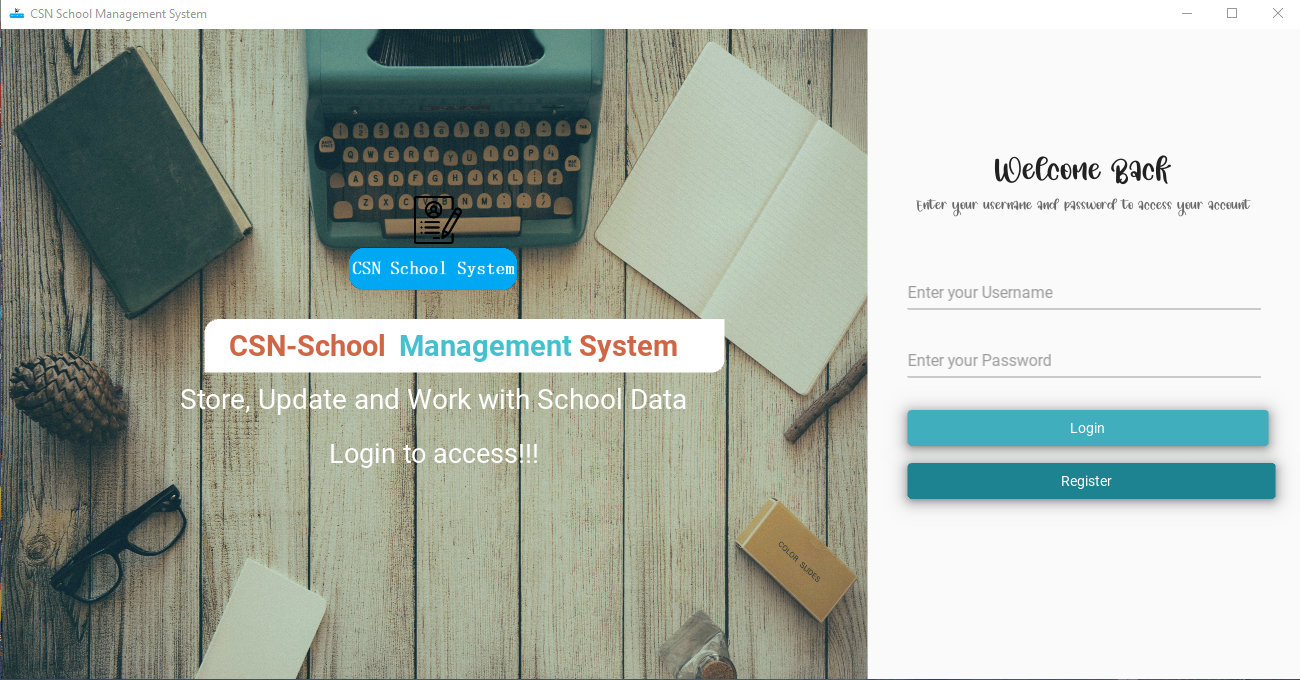 CSN School Management System
CSN School System
CSN-School Management System
Store, Update and Work with School Data
Login to access!!!
COLOR SLIDES
Welcome Back
Enter your username and password to access your account
Enter your Username
Enter your Password
Login
Register